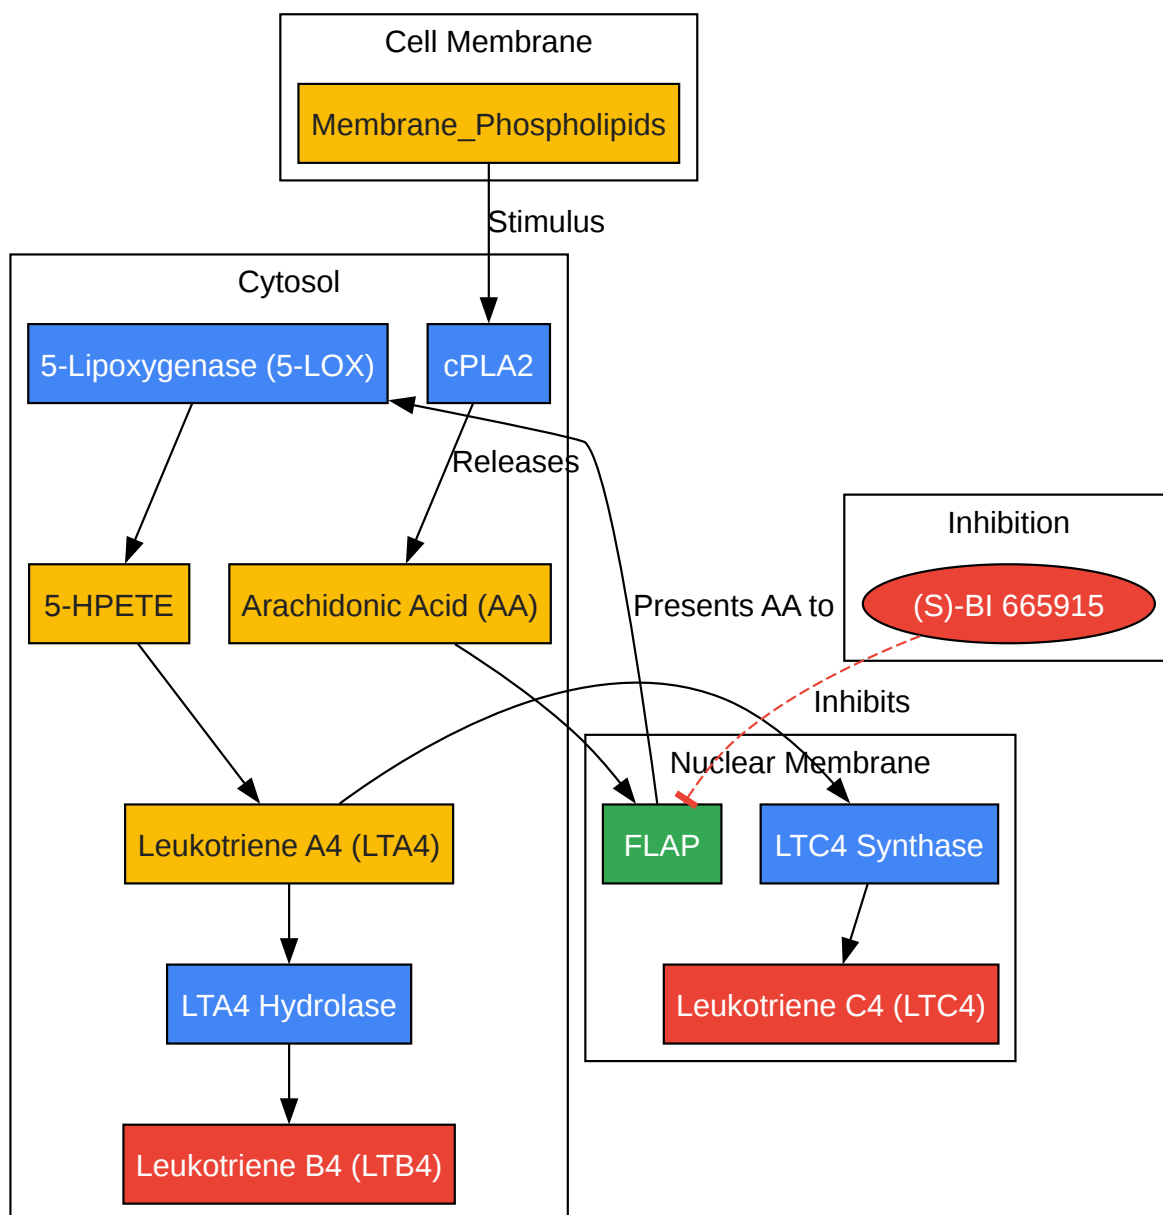 Cell Membrane
Membrane_Phospholipids
Stimulus
Cytosol
5-Lipoxygenase (5-LOX)
cPLA2
Releases
Inhibition
5-HPETE
Arachidonic Acid (AA)
Presents AA to
(S)-BI 665915
Inhibits
Nuclear Membrane
Leukotriene A4 (LTA4)
FLAP
LTC4 Synthase
LTA4 Hydrolase
Leukotriene C4 (LTC4)
Leukotriene B4 (LTB4)